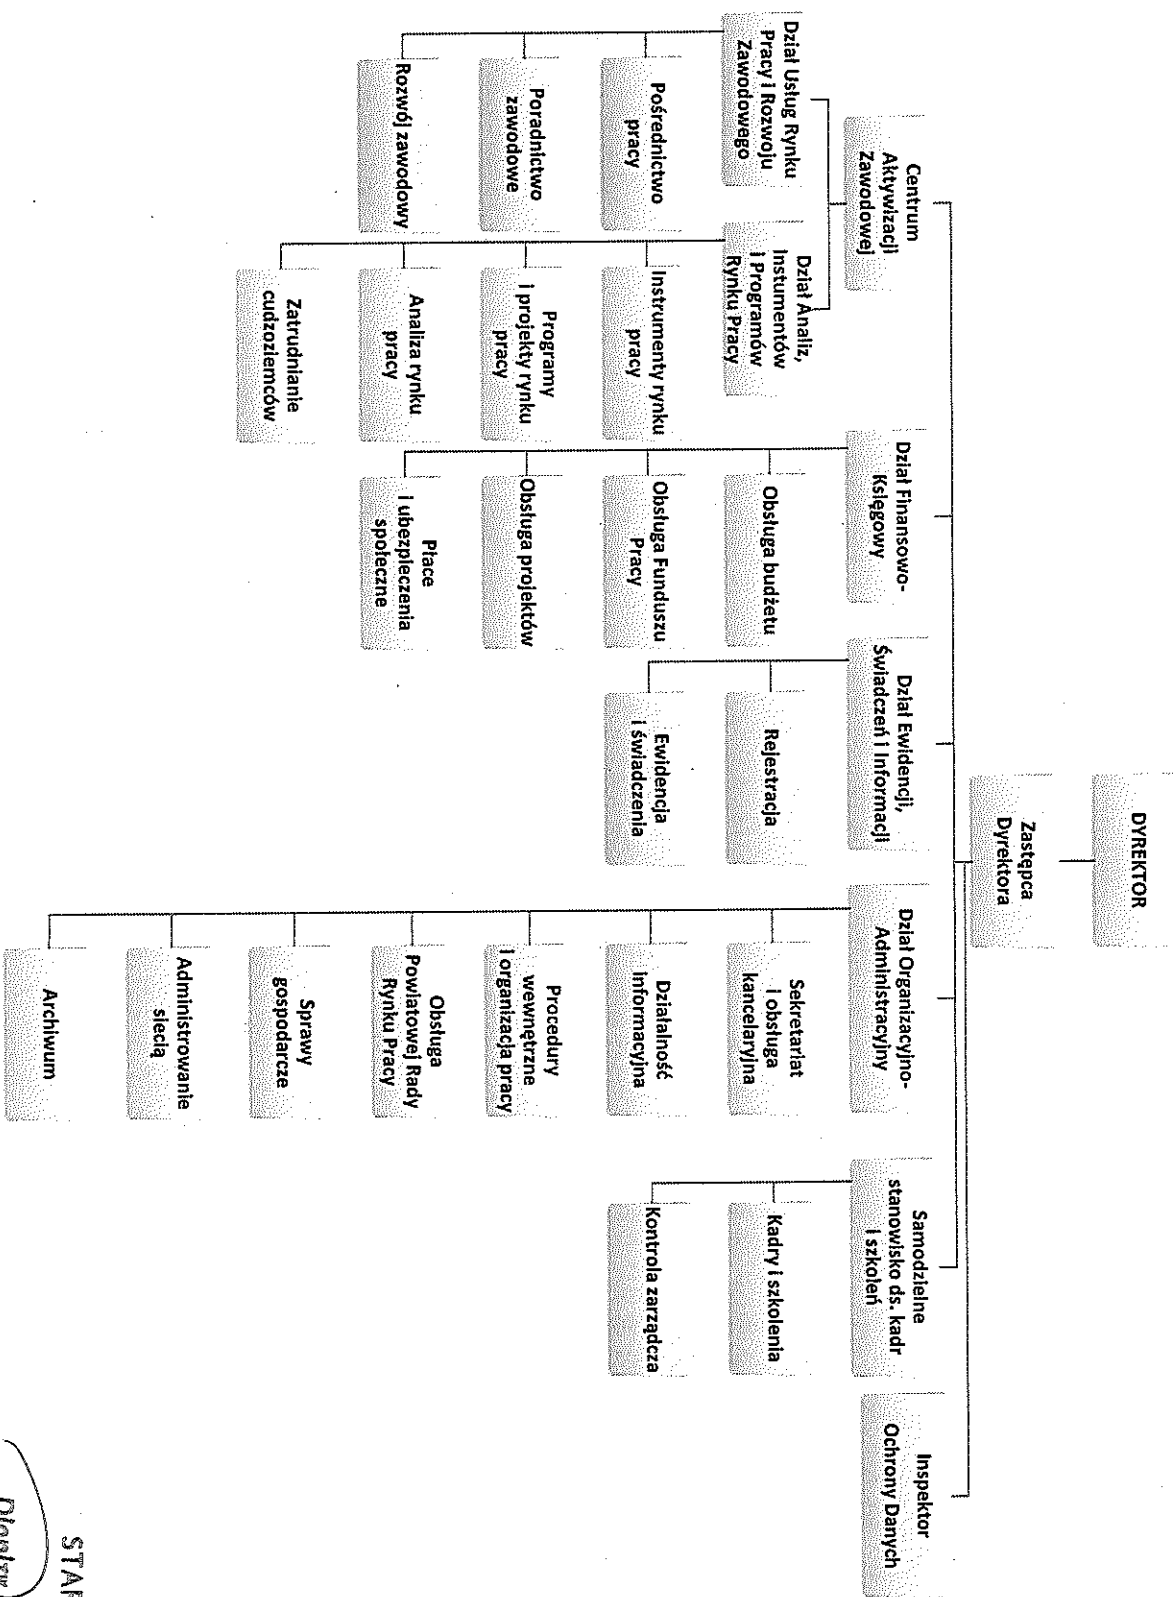 DYREKTOR
Zastępca
Dyrektora
Centrum
Aktywizacji
Zawodowej
Dział Usług Rynku
Pracy i Rozwoju
Zawodowego
Pośrednictwo
pracy
Poradnictwo
zawodowe
Rozwój zawodowy
Dział Analiz,
Instumentów
i Programów
Rynku Pracy
Instrumenty rynku
pracy
Programy
i projekty rynku
pracy
Analiza rynku
pracy
Zatrudnianie
cudzoziemców
Dział Finansowo-
Księgowy
Obsługa budżetu
Obsługa Funduszu
Pracy
Obsługa projektów
Płace
i ubezpieczenia
społeczne
Dział Ewidencji,
Świadczeń i Informacji
Rejestracja
Ewidencja
i świadczenia
Dział Organizacyjno-
Administracyjny
Sekretariat
i obsługa
kancelaryjna
Działalność
informacyjna
Procedury
wewnętrzne
i organizacja pracy
Obsługa
Powiatowej Rady
Rynku Pracy
Sprawy
gospodarcze
Administrowanie
siecią
Archiwum
Samodzielne
stanowisko ds. kadr
i szkoleń
Kadry i szkolenia
Kontrola zarządcza
Inspektor
Ochrony Danych